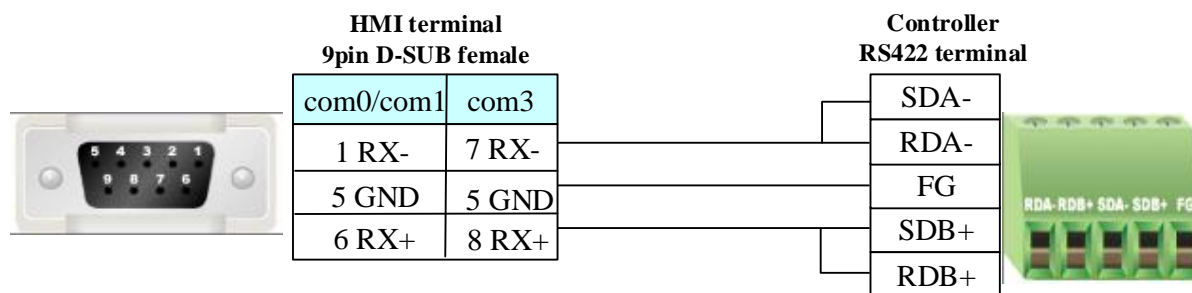 HMI terminal
9pin D-SUB female
com0/com1 com3
1 RX- 7 RX-
5 GND 5 GND
6 RX+ 8 RX+
Controller
RS422 terminal
SDA-
RDA-
FG
SDB+
RDB+
5 4 3 2 1
9 8 7 6
RDA- RDB+ SDA- SDB+ FG